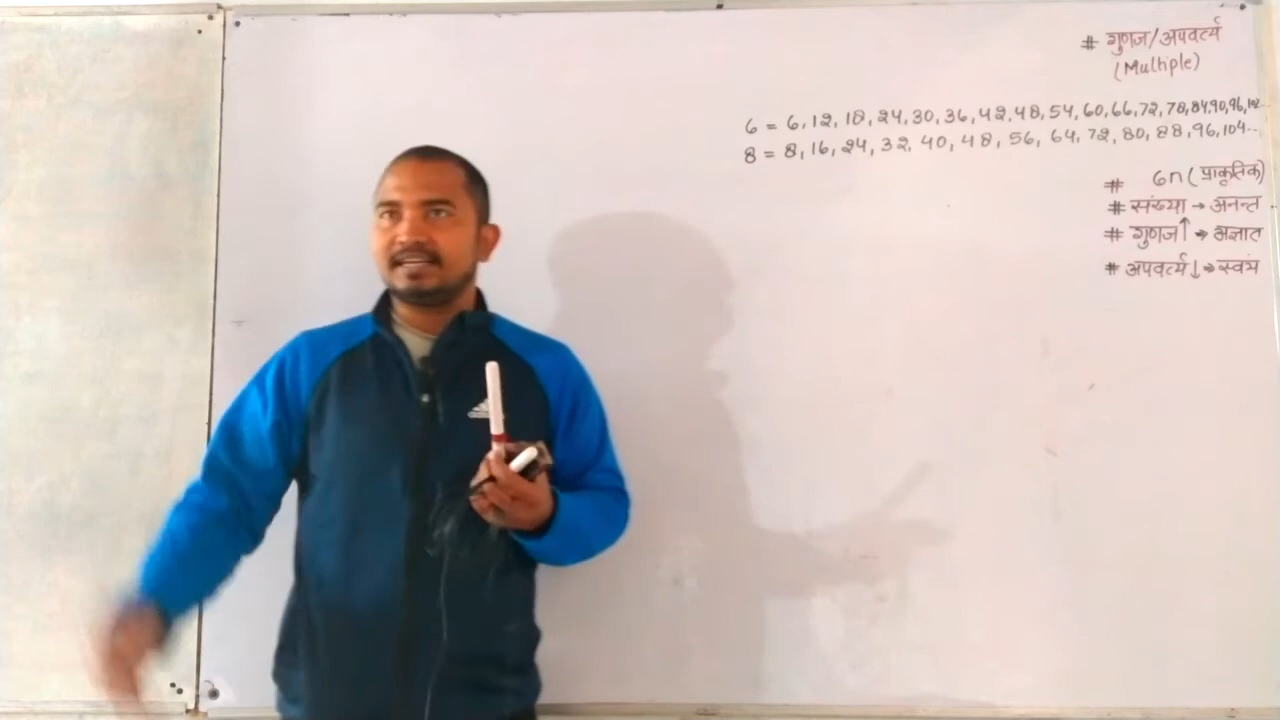 # गुणज/अपवर्त्य
(Multiple)
6 = 6, 12, 18, 24, 30, 36, 42, 48, 54, 60, 66, 72, 78, 84, 90, 96, 102...
8 = 8, 16, 24, 32, 40, 48, 56, 64, 72, 80, 88, 96, 104...
# 6n (प्राकृतिक)
# संख्या → अनन्त
# गुणज↑ → अज्ञात
# अपवर्त्य↓ → स्वयं